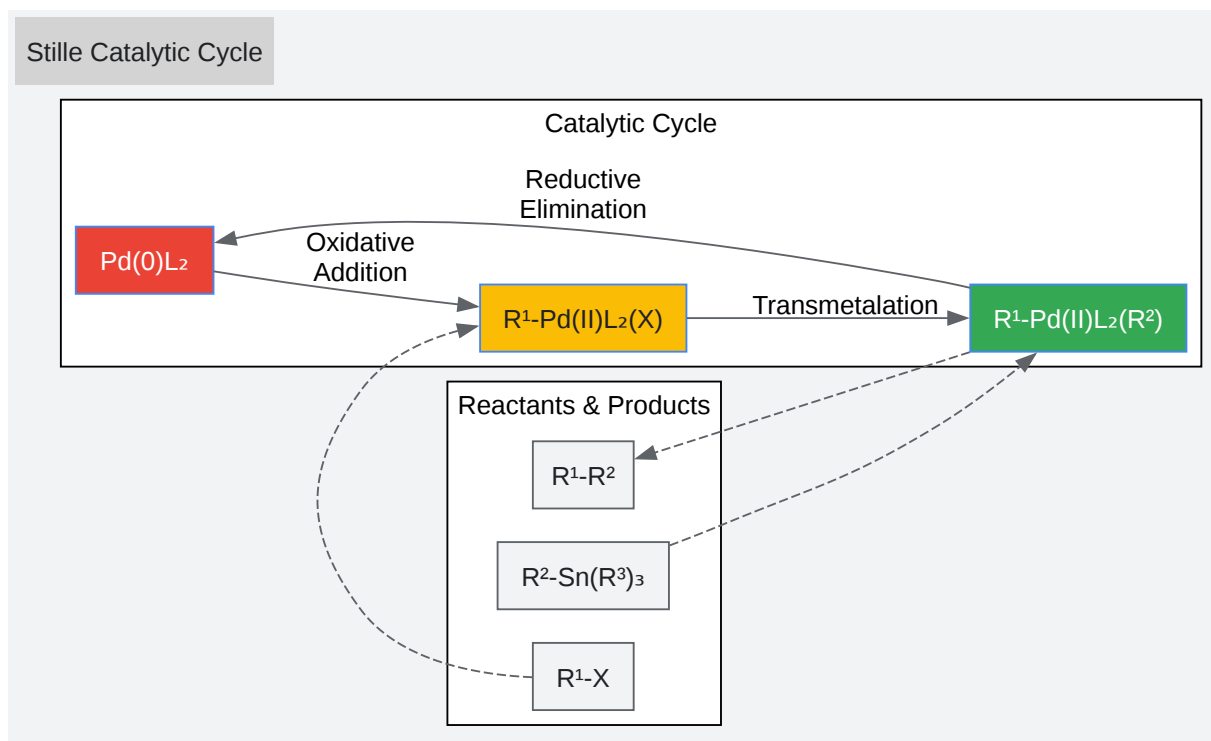 Stille Catalytic Cycle
Catalytic Cycle
Reductive
Elimination
Oxidative
Addition
Pd(0)L₂
R¹-Pd(II)L₂(X)
Transmetalation
R¹-Pd(II)L₂(R²)
Reactants & Products
R¹-R²
R²-Sn(R³)₃
R¹-X